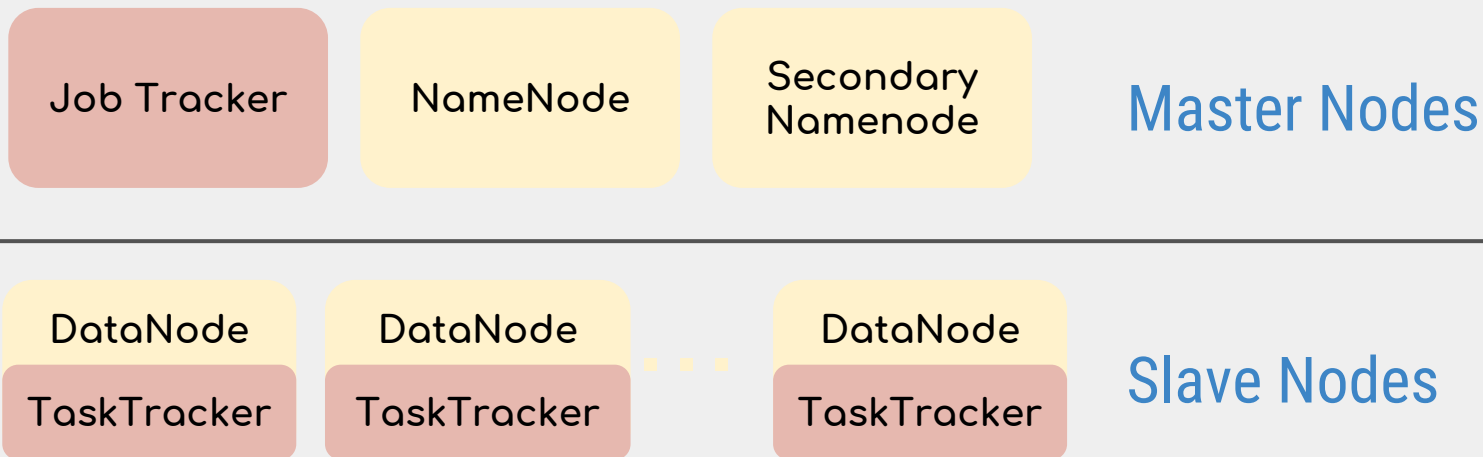 Job Tracker
NameNode
Secondary
Namenode
Master Nodes
DataNode
TaskTracker
DataNode
TaskTracker
DataNode
TaskTracker
Slave Nodes